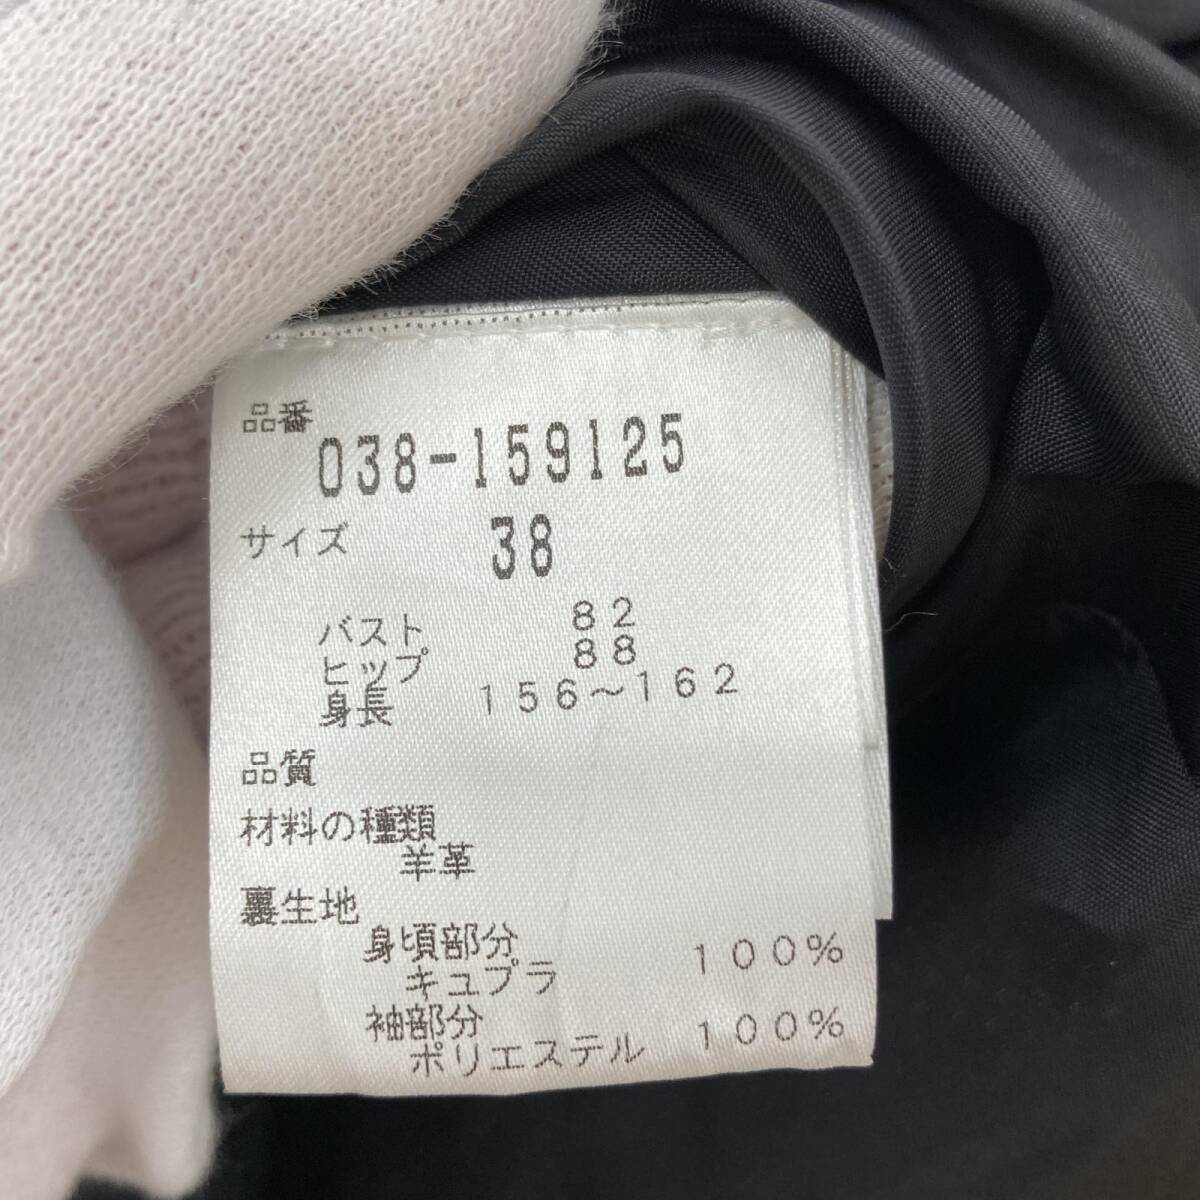 品番
038-159125
サイズ 38
バスト 82
ヒップ 88
身長 156~162
品質
材料の種類
羊革
裏生地
身頃部分
キュプラ 100%
袖部分
ポリエステル 100%